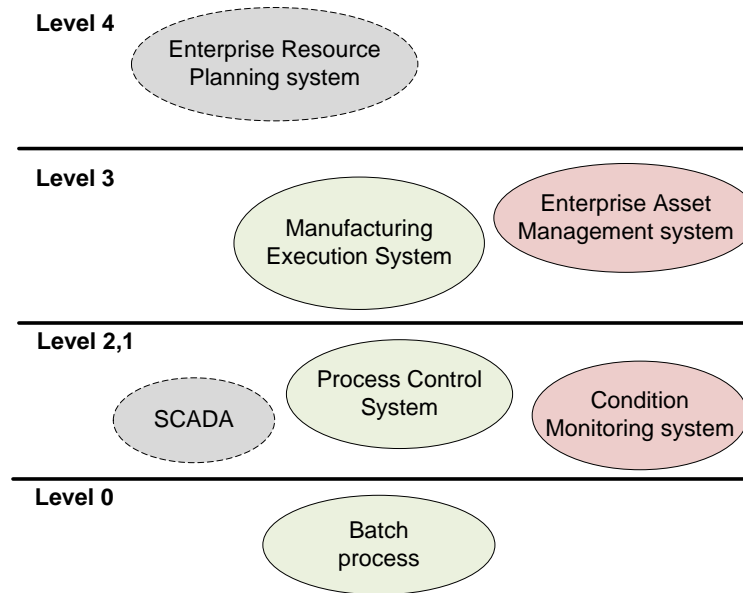 Level 4
Enterprise Resource
Planning system
Level 3
Manufacturing
Execution System
Enterprise Asset
Management system
Level 2,1
SCADA
Process Control
System
Condition
Monitoring system
Level 0
Batch
process